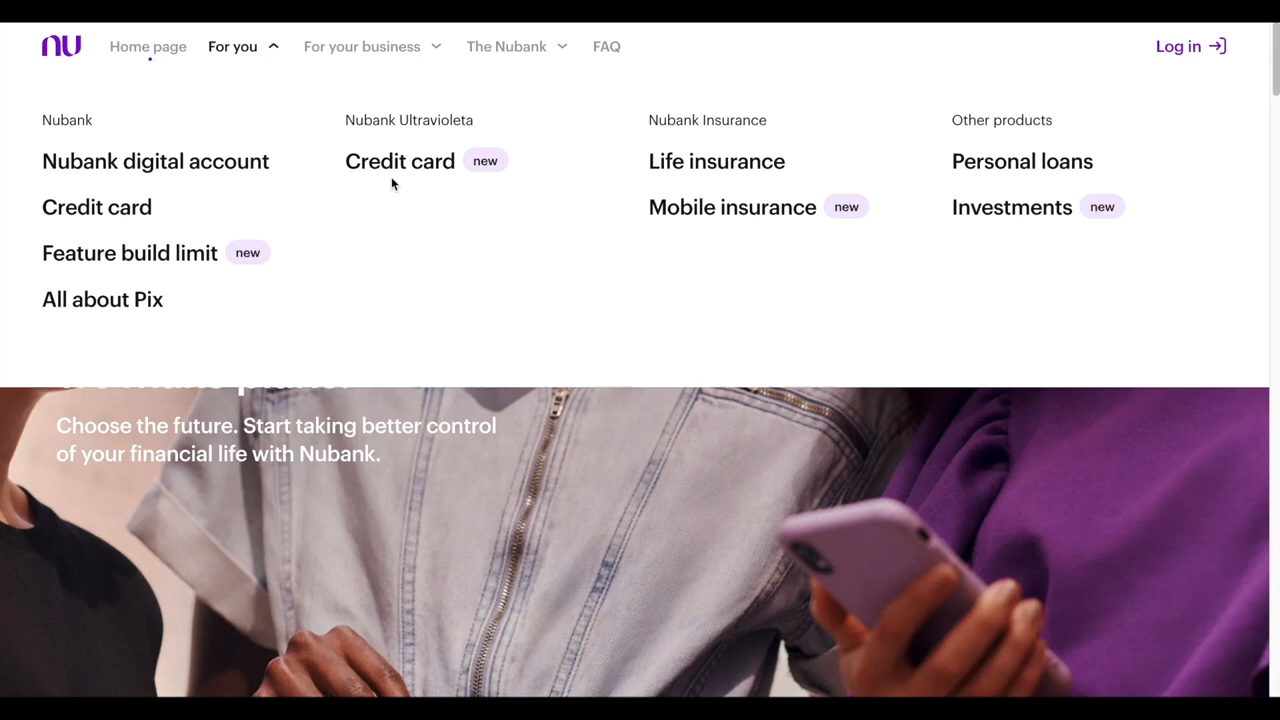 nu Home page For you For your business The Nubank FAQ Log in
Nubank
Nubank digital account
Credit card
Feature build limit new
All about Pix
Nubank Ultravioleta
Credit card new
Nubank Insurance
Life insurance
Mobile insurance new
Other products
Personal loans
Investments new
Choose the future. Start taking better control
of your financial life with Nubank.